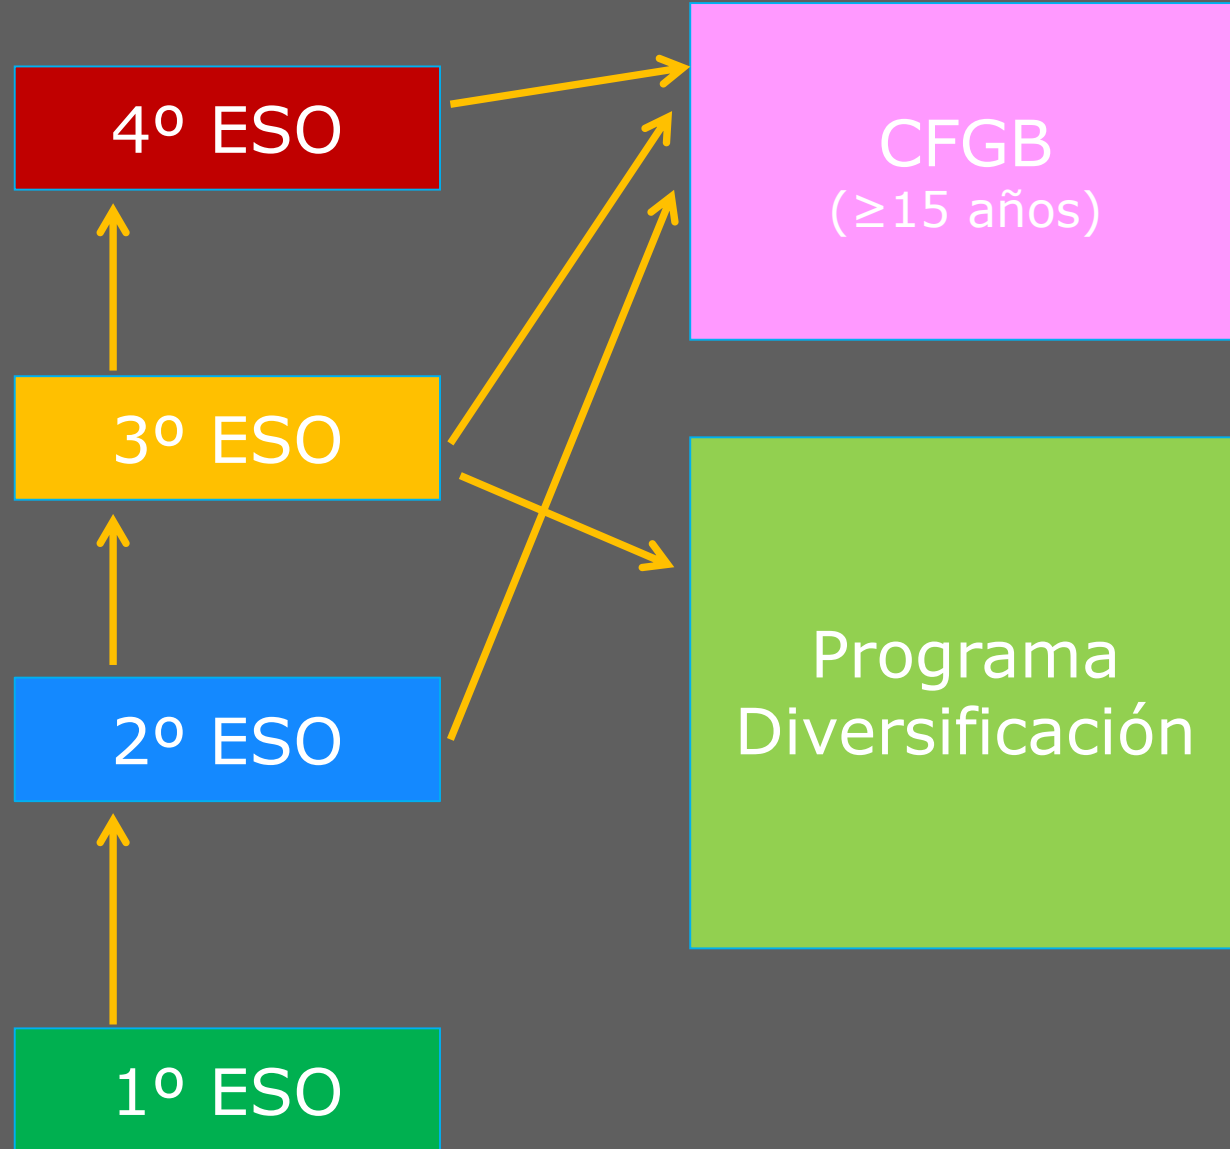 4º ESO
CFGB
(≥15 años)
3º ESO
Programa
Diversificación
2º ESO
1º ESO